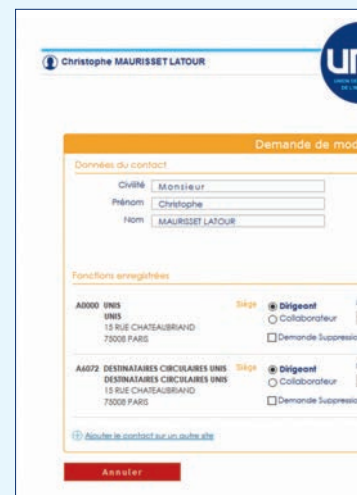 Christophe MAURISSET LATOUR
UNI
Demande de mod
Données du contact
Civilité Monsieur
Prénom Christophe
Nom MAURISSET LATOUR
Fonctions enregistrées
A0000 UNIS Siège Dirigeant
UNIS Collaborateur
15 RUE CHATEAUBRIAND
75008 PARIS Demande Suppressio
A6072 DESTINATAIRES CIRCULAIRES UNIS Siège Dirigeant
DESTINATAIRES CIRCULAIRES UNIS Collaborateur
15 RUE CHATEAUBRIAND
75008 PARIS Demande Suppressio
Ajouter le contact sur un autre site
Annuler